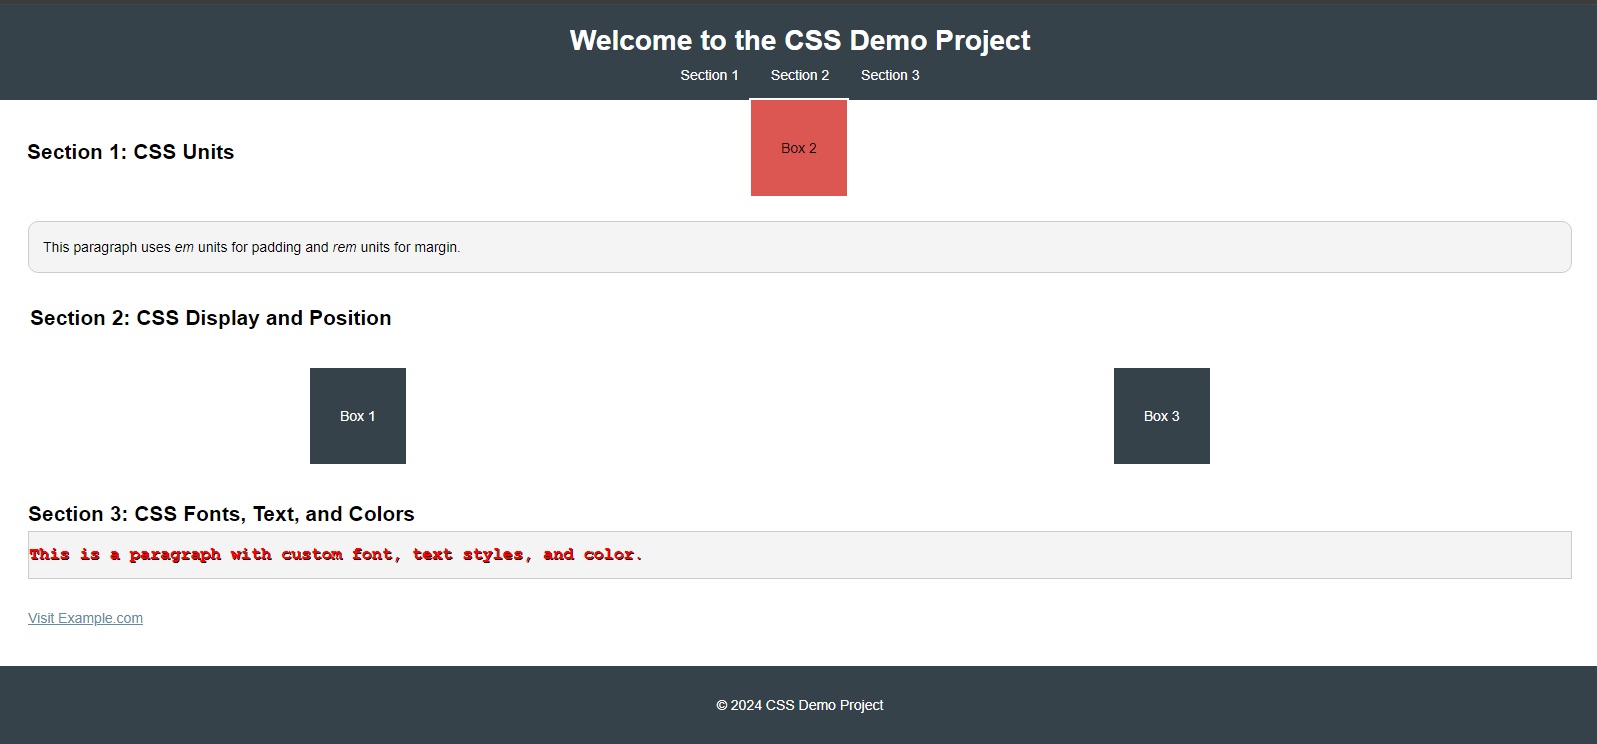 Welcome to the CSS Demo Project
Section 1 Section 2 Section 3
Box 2
Section 1: CSS Units
This paragraph uses em units for padding and rem units for margin.
Section 2: CSS Display and Position
Box 1
Box 3
Section 3: CSS Fonts, Text, and Colors
This is a paragraph with custom font, text styles, and color.
Visit Example.com
© 2024 CSS Demo Project